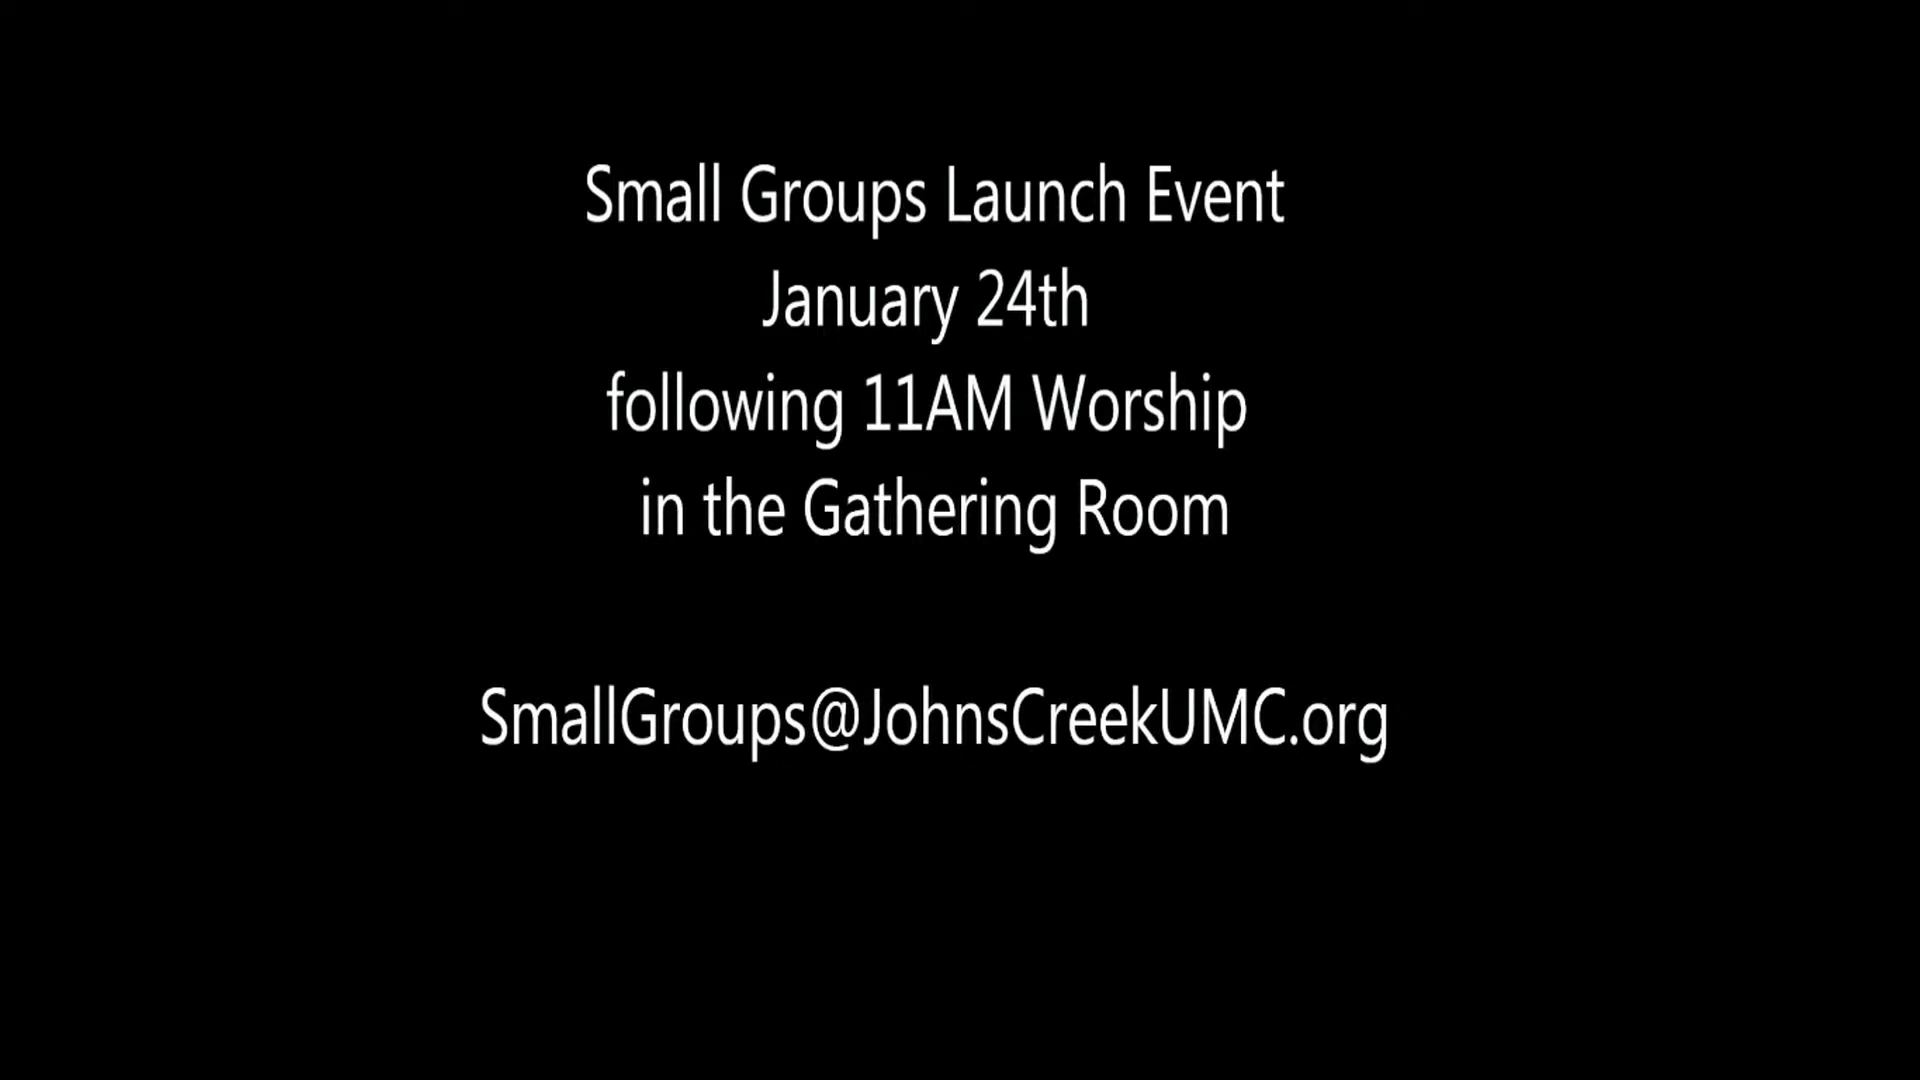 Small Groups Launch Event
January 24th
following 11AM Worship
in the Gathering Room
SmallGroups@JohnsCreekUMC.org